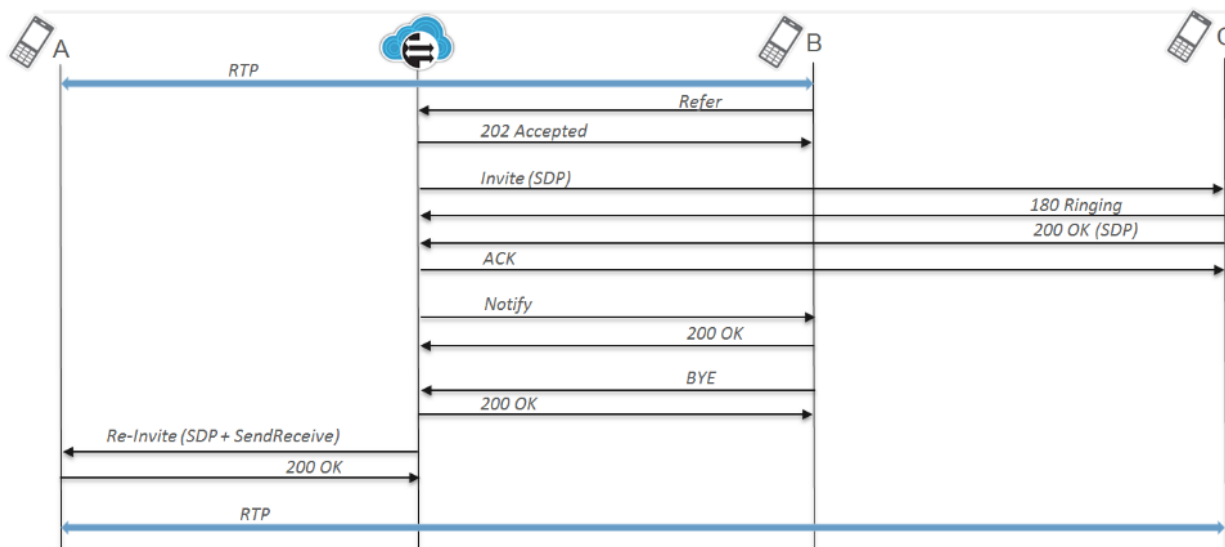 A
B
C
RTP
Refer
202 Accepted
Invite (SDP)
180 Ringing
200 OK (SDP)
ACK
Notify
200 OK
BYE
200 OK
Re-Invite (SDP + SendReceive)
200 OK
RTP